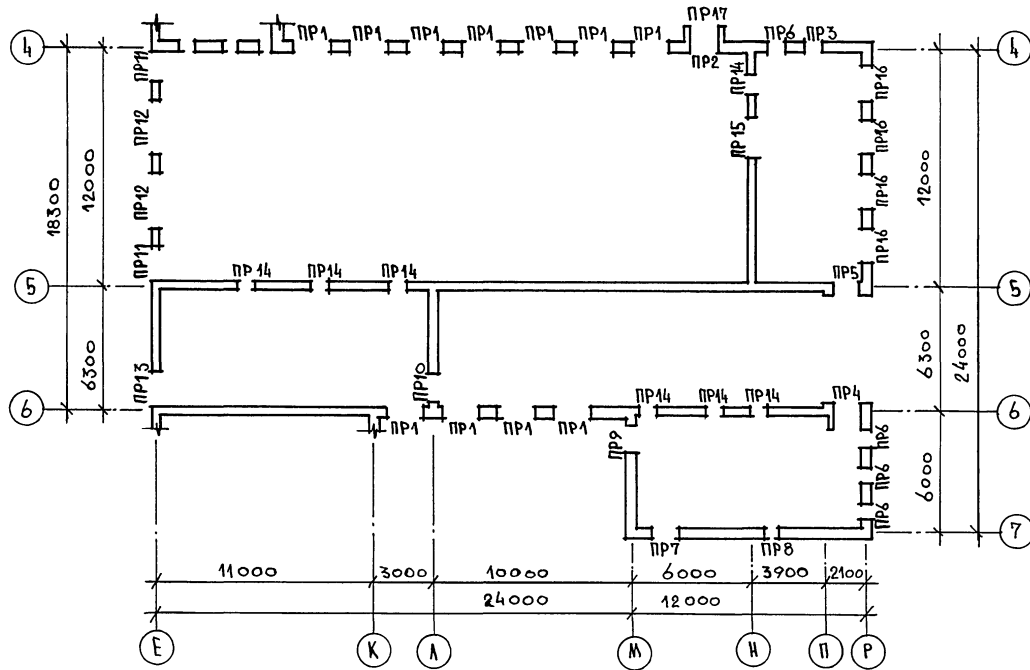 ПР17
ПР1 ПР1 ПР1 ПР1 ПР1 ПР1 ПР1 ПР6 ПР3
4 ПР11 ПР2 ПР14 4
ПР16
ПР12 ПР15 ПР16
18300 12000 12000
ПР12 ПР16
ПР11 ПР16
ПР14 ПР14 ПР14 ПР5
5 5
6300 6300 24000
ПР13 ПР10
6 ПР14 ПР14 ПР14 ПР4 6
ПР1 ПР1 ПР1 ПР1 ПР9 ПР6
ПР6 6000
ПР6
7
ПР7 ПР8
11000 3000 10000 6000 3900 2100
24000 12000
Е К Л М Н П Р